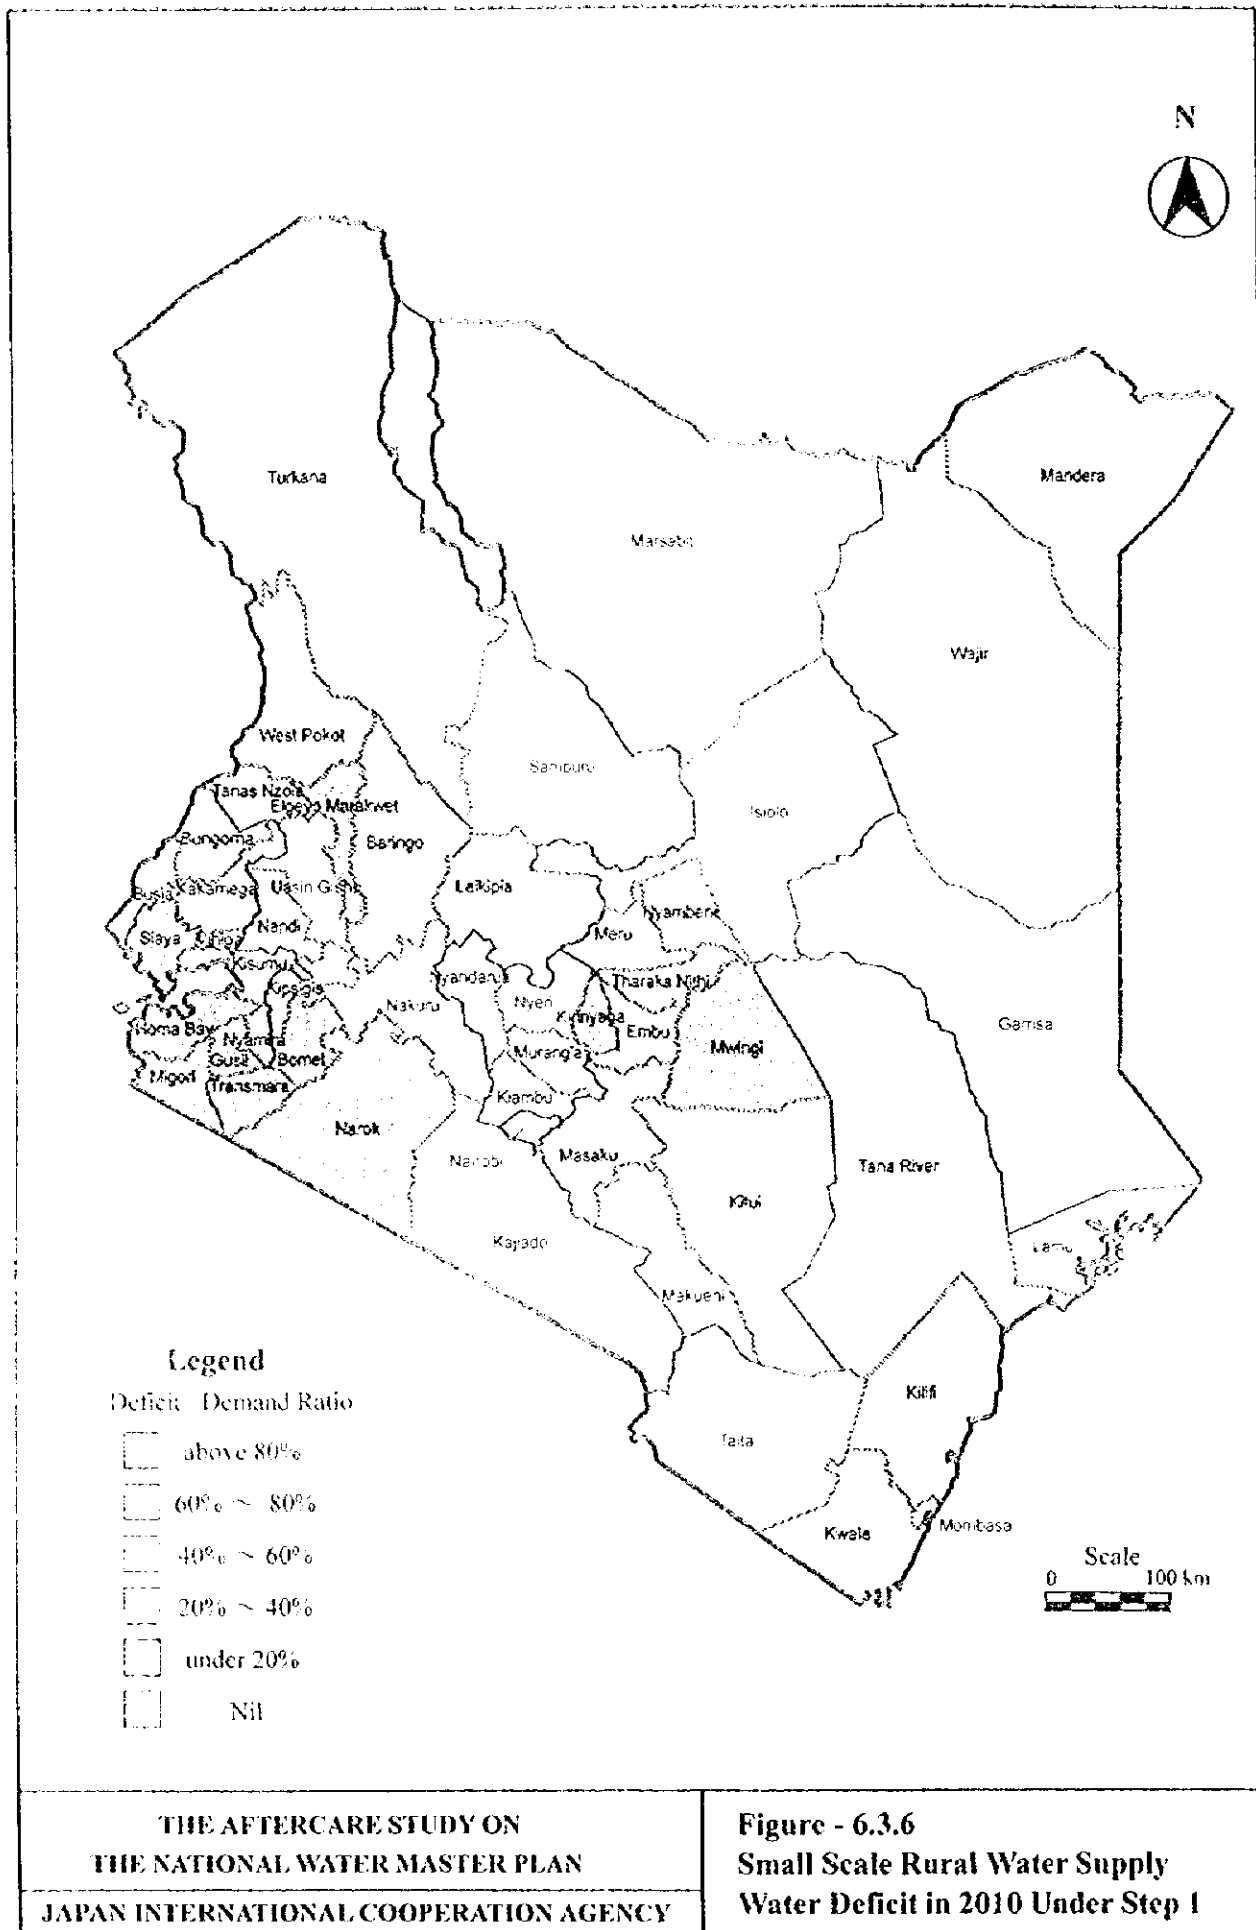 N
Turkana
Mandera
Marsabit
Wajir
West Pokot
Samburu
Tanas Nzoia
Elgeyo Marakwet
Isiolo
Bungoma
Baringo
Busia
Kakamega
Uasin Gishu
Laikipia
Nyambene
Siaya
Nandi
Meru
Kisumu
Kipsigis
Nyandarua
Tharaka Nithi
Nakuru
Nyeri
Kirinyaga
Garissa
Homa Bay
Nyamira
Embu
Mwingi
Gusii
Bomet
Murang'a
Migori
Transmara
Kiambu
Narok
Nairobi
Masaku
Tana River
Kitui
Kajiado
Lamu
Makueni
Kilifi
Taita
Kwale
Mombasa
Legend
Deficit Demand Ratio
above 80%
60% ~ 80%
40% ~ 60%
20% ~ 40%
under 20%
Nil
Scale
0 100 km
THE AFTERCARE STUDY ON
THE NATIONAL WATER MASTER PLAN
JAPAN INTERNATIONAL COOPERATION AGENCY
Figure - 6.3.6
Small Scale Rural Water Supply
Water Deficit in 2010 Under Step 1